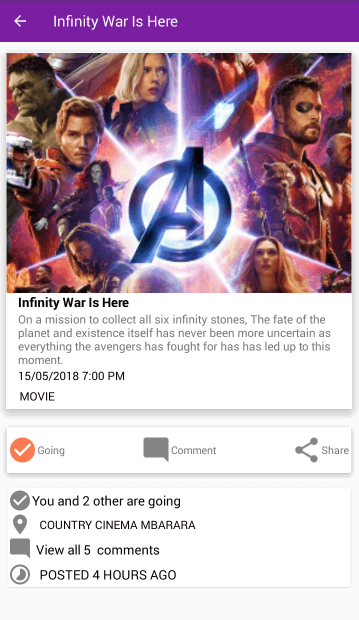 Infinity War Is Here
Infinity War Is Here
On a mission to collect all six infinity stones, The fate of the
planet and existence itself has never been more uncertain as
everything the avengers has fought for has has led up to this
moment.
15/05/2018 7:00 PM
MOVIE
Going
Comment
Share
You and 2 other are going
COUNTRY CINEMA MBARARA
View all 5 comments
POSTED 4 HOURS AGO